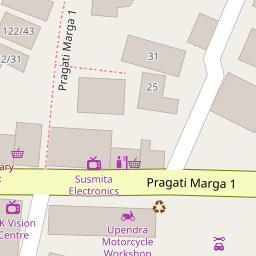 122/43
2/31
Pragati Marga 1
31
25
Susmita
Electronics
Pragati Marga 1
K Vision
Centre
Upendra
Motorcycle
Workshop